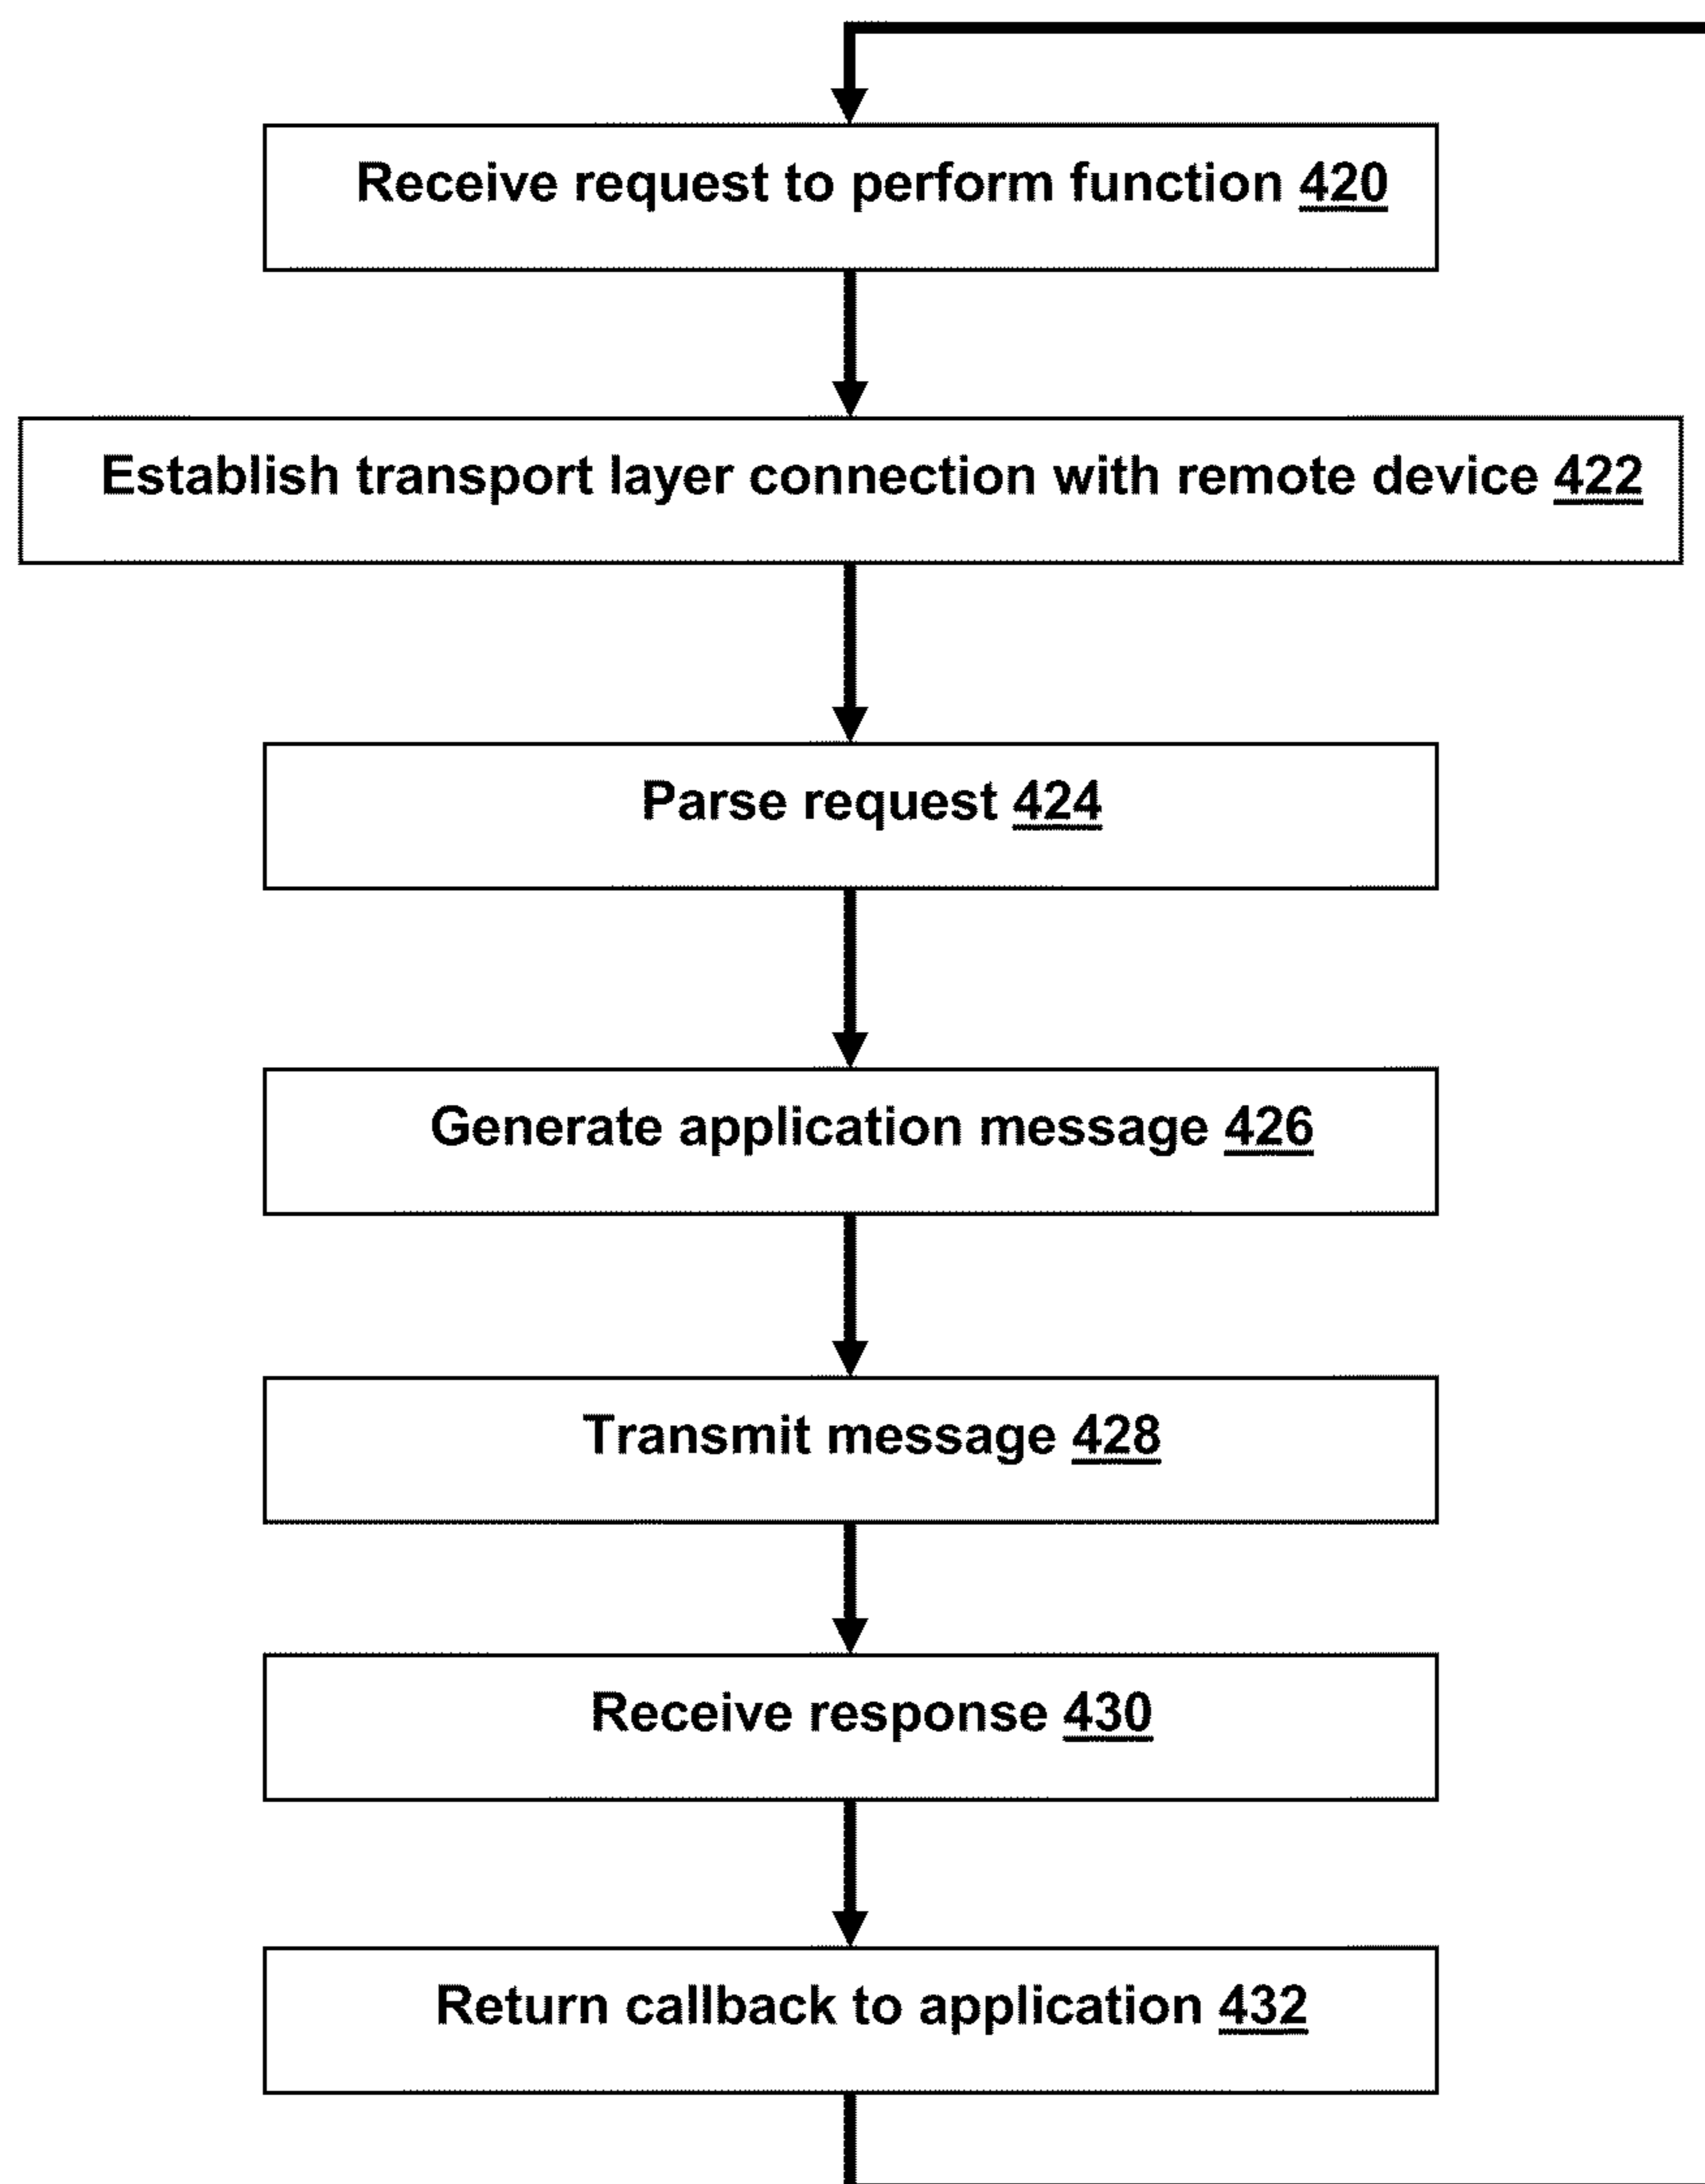 Receive request to perform function 420
Establish transport layer connection with remote device 422
Parse request 424
Generate application message 426
Transmit message 428
Receive response 430
Return callback to application 432